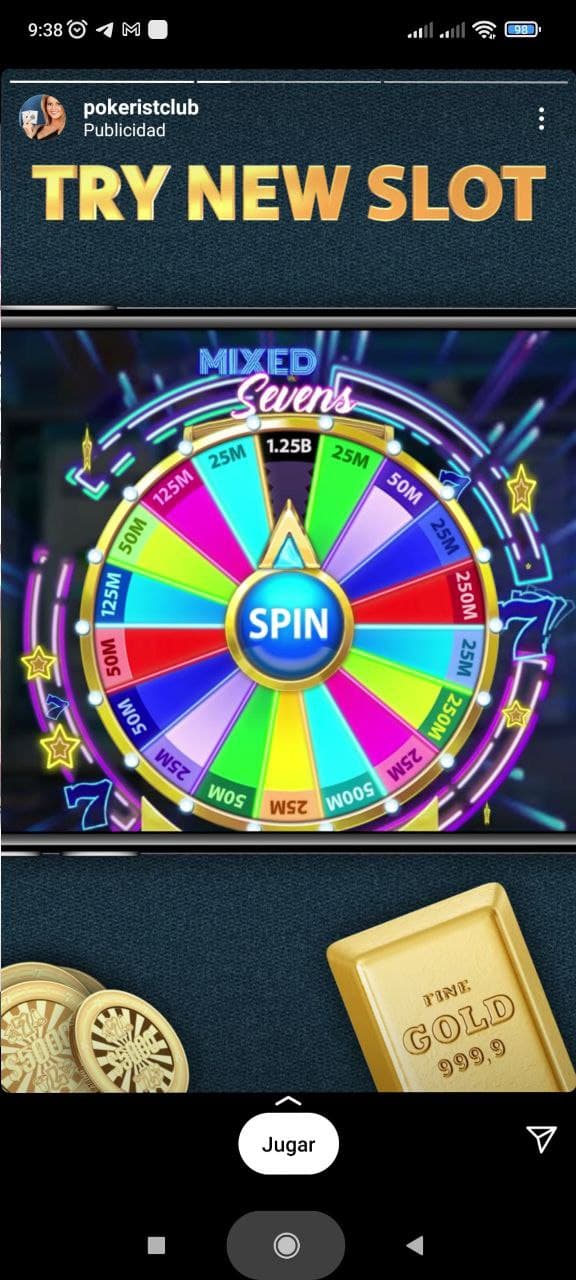 9:38
98
pokeristclub
Publicidad
TRY NEW SLOT
MIXED
Sevens
1.25B
25M
50M
25M
250M
25M
250M
25M
500M
25M
50M
25M
50M
50M
125M
50M
125M
25M
SPIN
FINE
GOLD
999,9
Jugar